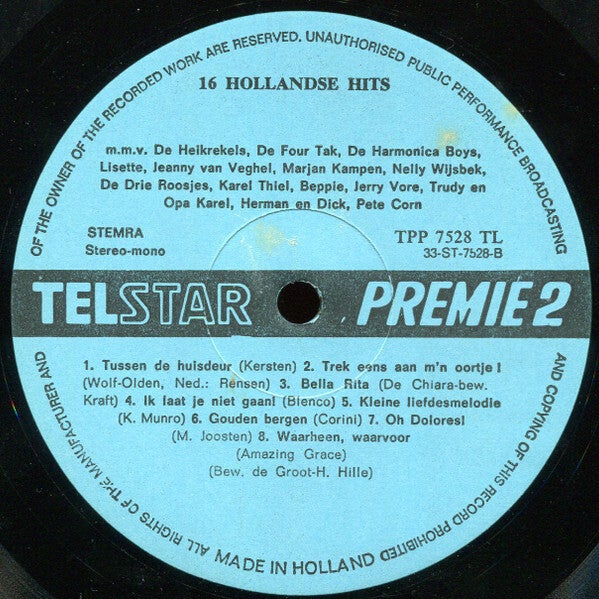 OF THE OWNER OF THE RECORDED WORK ARE RESERVED. UNAUTHORISED PUBLIC PERFORMANCE BROADCASTING
16 HOLLANDSE HITS
m.m.v. De Heikrekels, De Four Tak, De Harmonica Boys,
Lisette, Jeanny van Veghel, Marjan Kampen, Nelly Wijsbek,
De Drie Roosjes, Karel Thiel, Beppie, Jerry Vore, Trudy en
Opa Karel, Herman en Dick, Pete Corn
STEMRA
Stereo-mono
TPP 7528 TL
33-ST-7528-B
TELSTAR PREMIE 2
1. Tussen de huisdeur (Kersten) 2. Trek eens aan m'n oortje!
(Wolf-Olden, Ned.: Rensen) 3. Bella Rita (De Chiara-bew.
Kraft) 4. Ik laat je niet gaan! (Blenco) 5. Kleine liefdesmelodie
(K. Munro) 6. Gouden bergen (Corini) 7. Oh Dolores!
(M. Joosten) 8. Waarheen, waarvoor
(Amazing Grace)
(Bew. de Groot-H. Hille)
AND COPYING OF THIS RECORD PROHIBITED
MADE IN HOLLAND
ALL RIGHTS OF THE MANUFACTURER AND